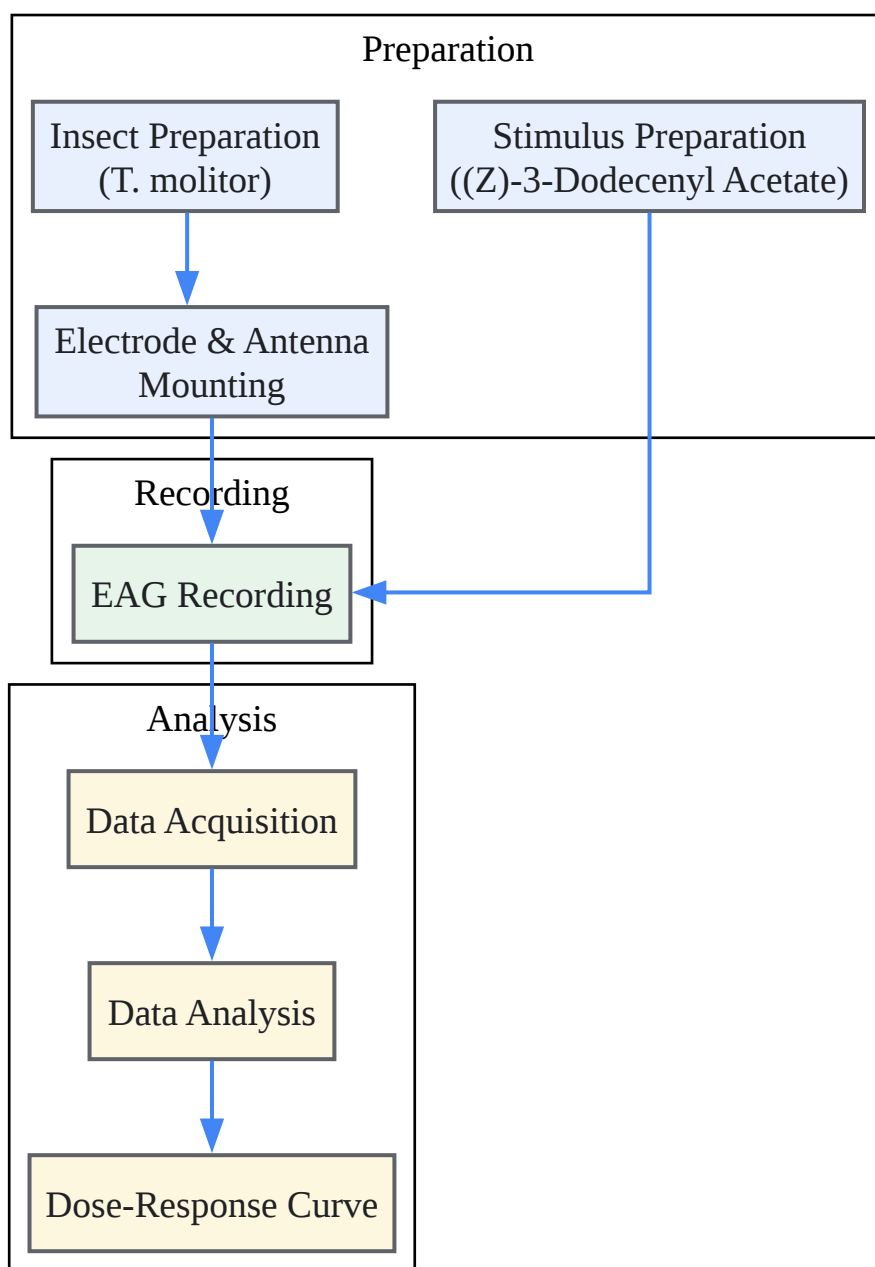 Preparation
Insect Preparation
(T. molitor)
Stimulus Preparation
((Z)-3-Dodecenyl Acetate)
Electrode & Antenna
Mounting
Recording
EAG Recording
Analysis
Data Acquisition
Data Analysis
Dose-Response Curve